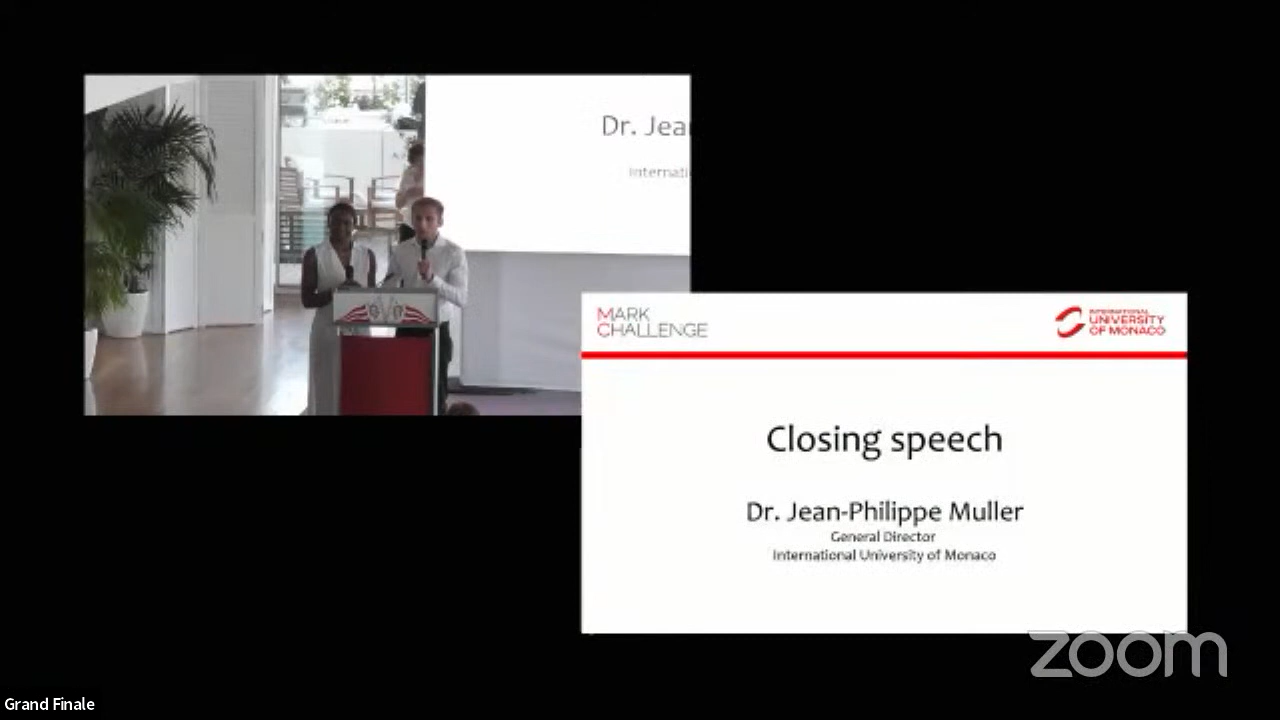 Dr. Jea
Internati
MARK
CHALLENGE
INTERNATIONAL
UNIVERSITY
OF MONACO
Closing speech
Dr. Jean-Philippe Muller
General Director
International University of Monaco
zoom
Grand Finale